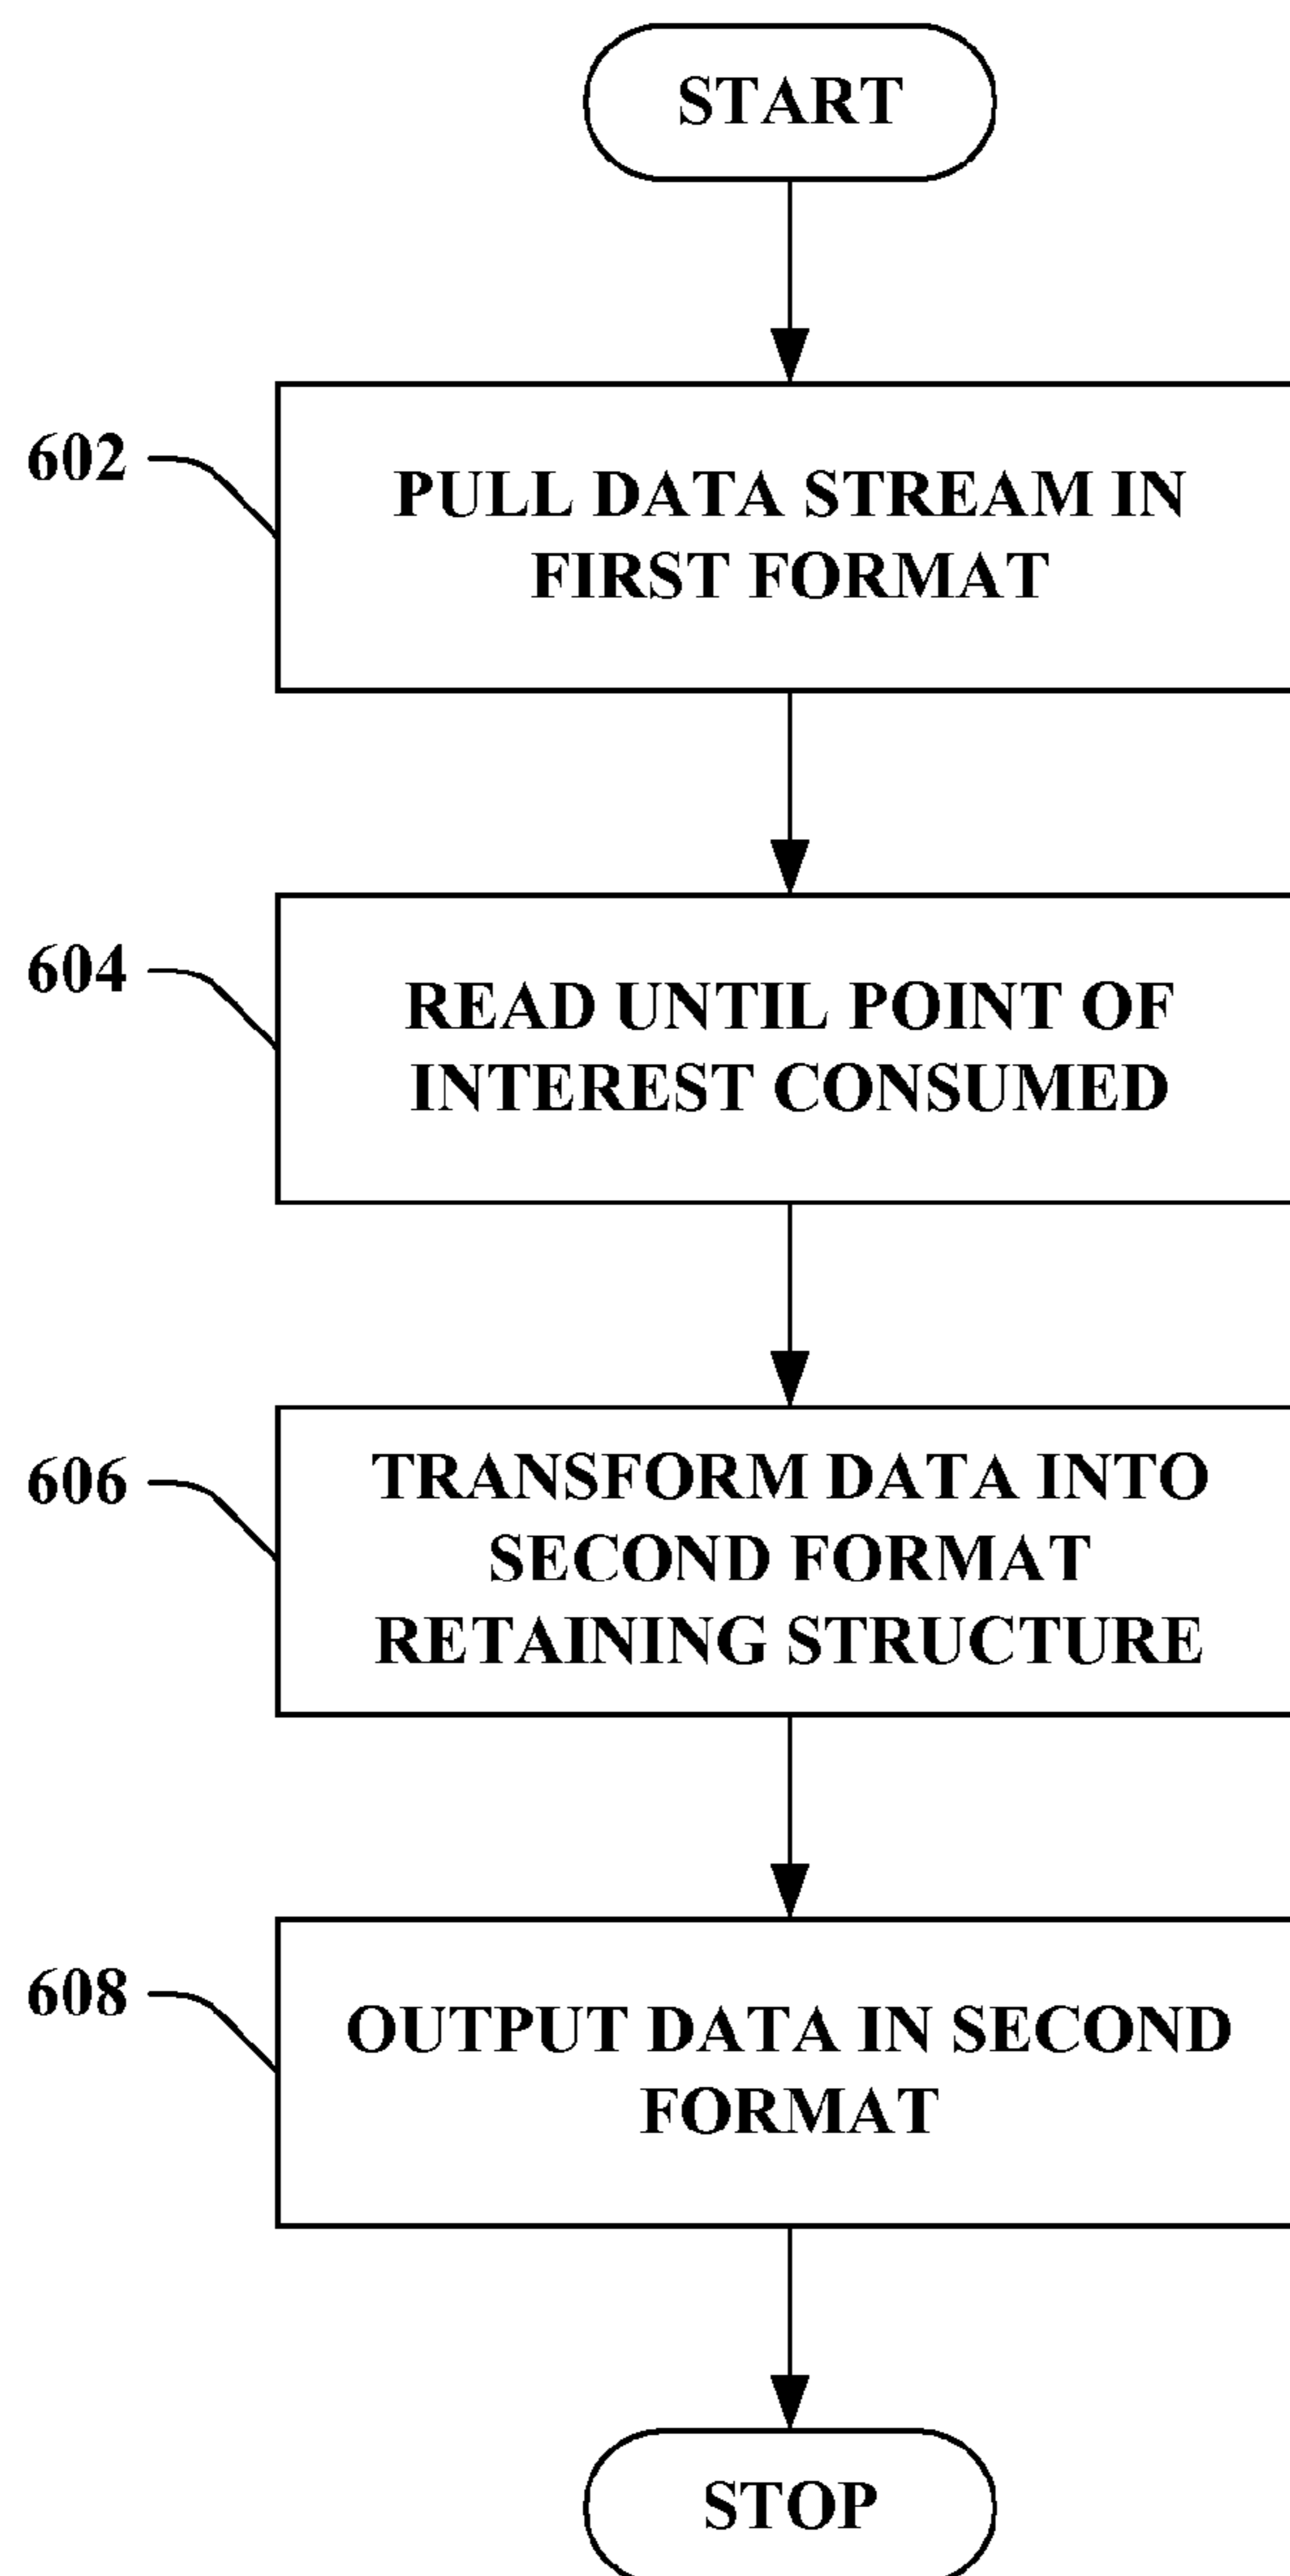 START
602
PULL DATA STREAM IN
FIRST FORMAT
604
READ UNTIL POINT OF
INTEREST CONSUMED
606
TRANSFORM DATA INTO
SECOND FORMAT
RETAINING STRUCTURE
608
OUTPUT DATA IN SECOND
FORMAT
STOP